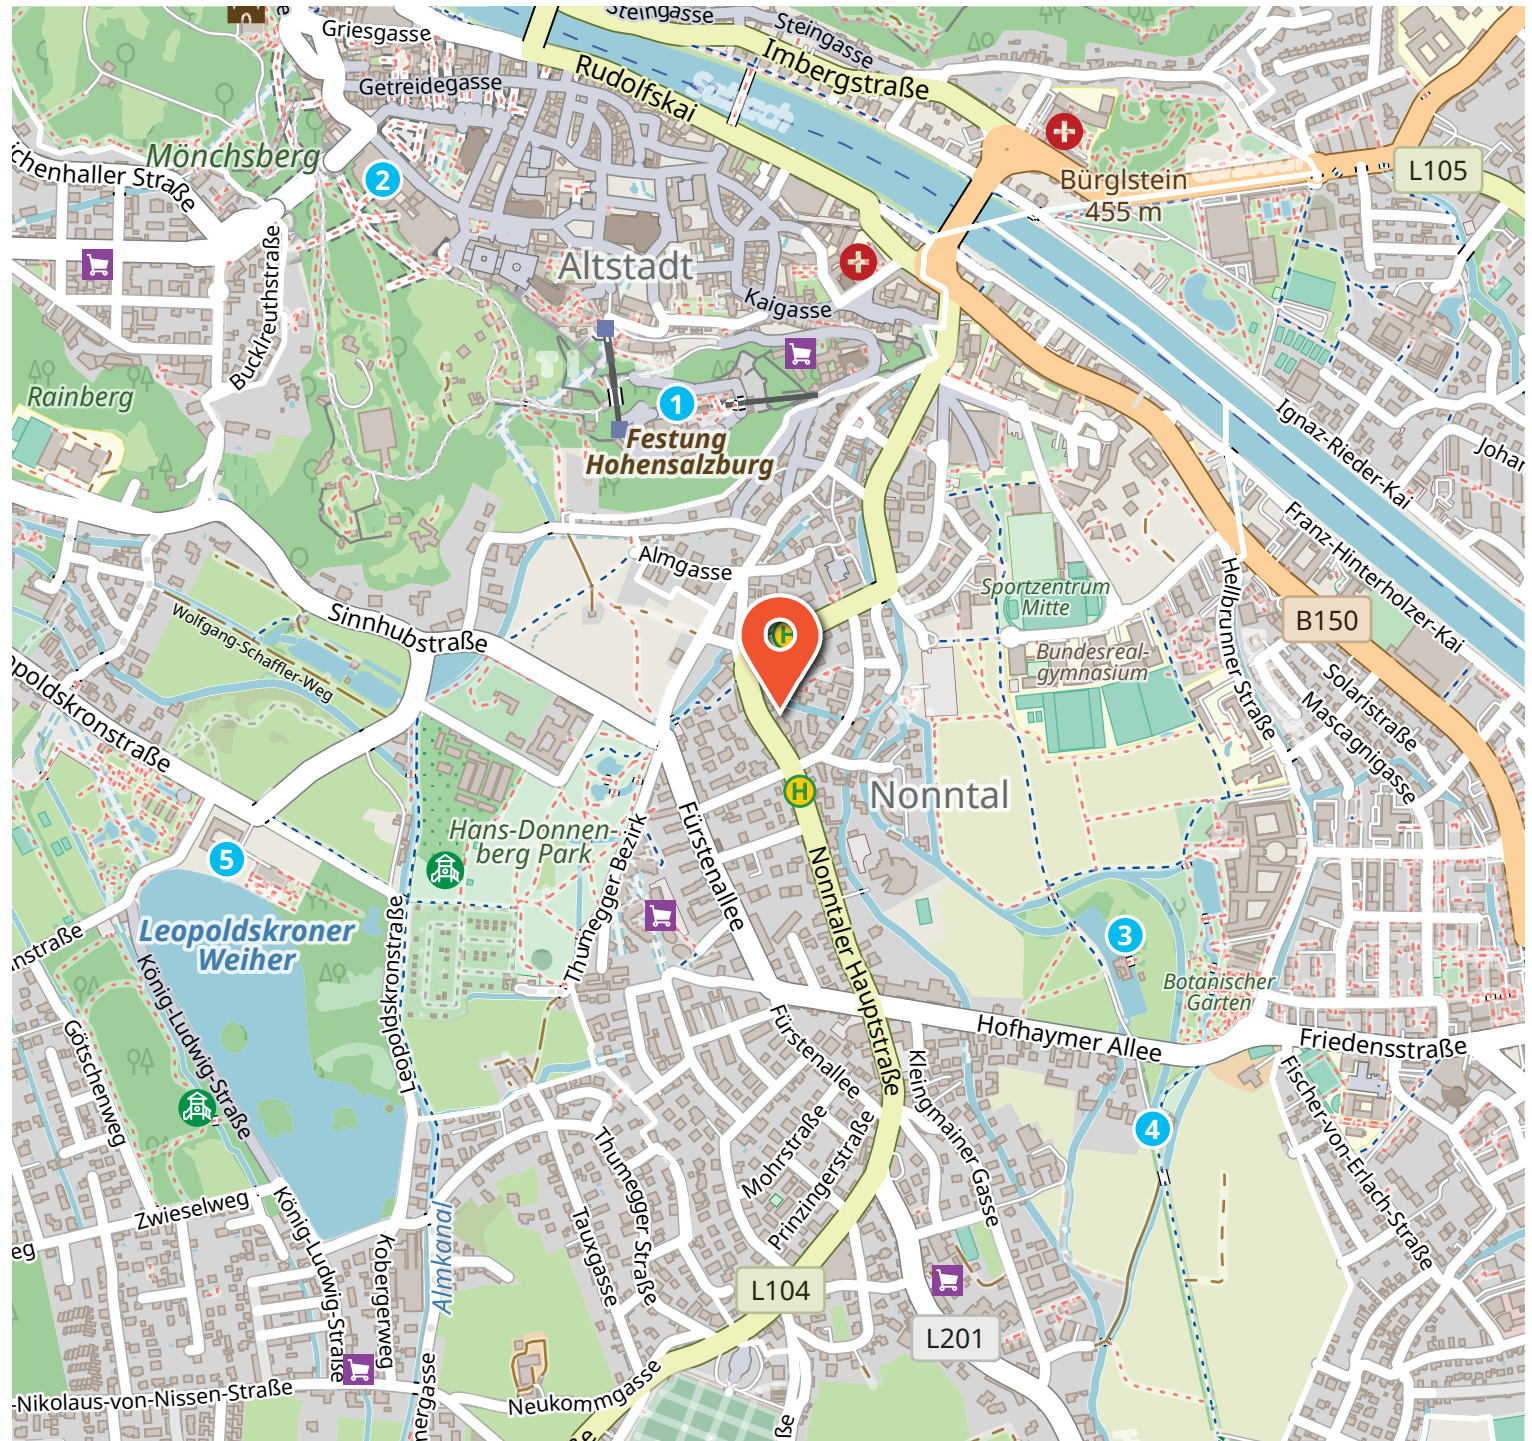 Griesgasse
Steingasse
Steingasse
Imbergstraße
Getreidegasse
Rudolfskai
Salzach
Mönchsberg
chenhaller Straße
2
Bürglstein
455 m
L105
Altstadt
Kaigasse
Bucklreuthstraße
Rainberg
1
Festung
Hohensalzburg
Ignaz-Rieder-Kai
Johan
Franz-Hinterholzer-Kai
Almgasse
Sinnhubstraße
Wolfgang-Schaffler-Weg
Sportzentrum
Mitte
Hellbrunner Straße
B150
H
Bundesreal-
gymnasium
Solaristraße
Mascagnigasse
opoldskronstraße
H
Nonntal
Hans-Donnen-
berg Park
Fürstenallee
Thumegger Bezirk
5
Nonntaler Hauptstraße
Leopoldskroner
Weiher
Leopoldskronstraße
nstraße
3
König-Ludwig-Straße
Botanischer
Garten
Götschenweg
Fürstenallee
Hofhaymer Allee
Friedensstraße
Kleingmainer Gasse
Fischer-von-Erlach-Straße
4
Mohrstraße
Prinzingerstraße
Thumegger Straße
Tauxgasse
Zwieselweg
König-Ludwig-Straße
Kobergerweg
Almkanal
eg
L104
L201
-Nikolaus-von-Nissen-Straße
nergasse
Neukommgasse
ße